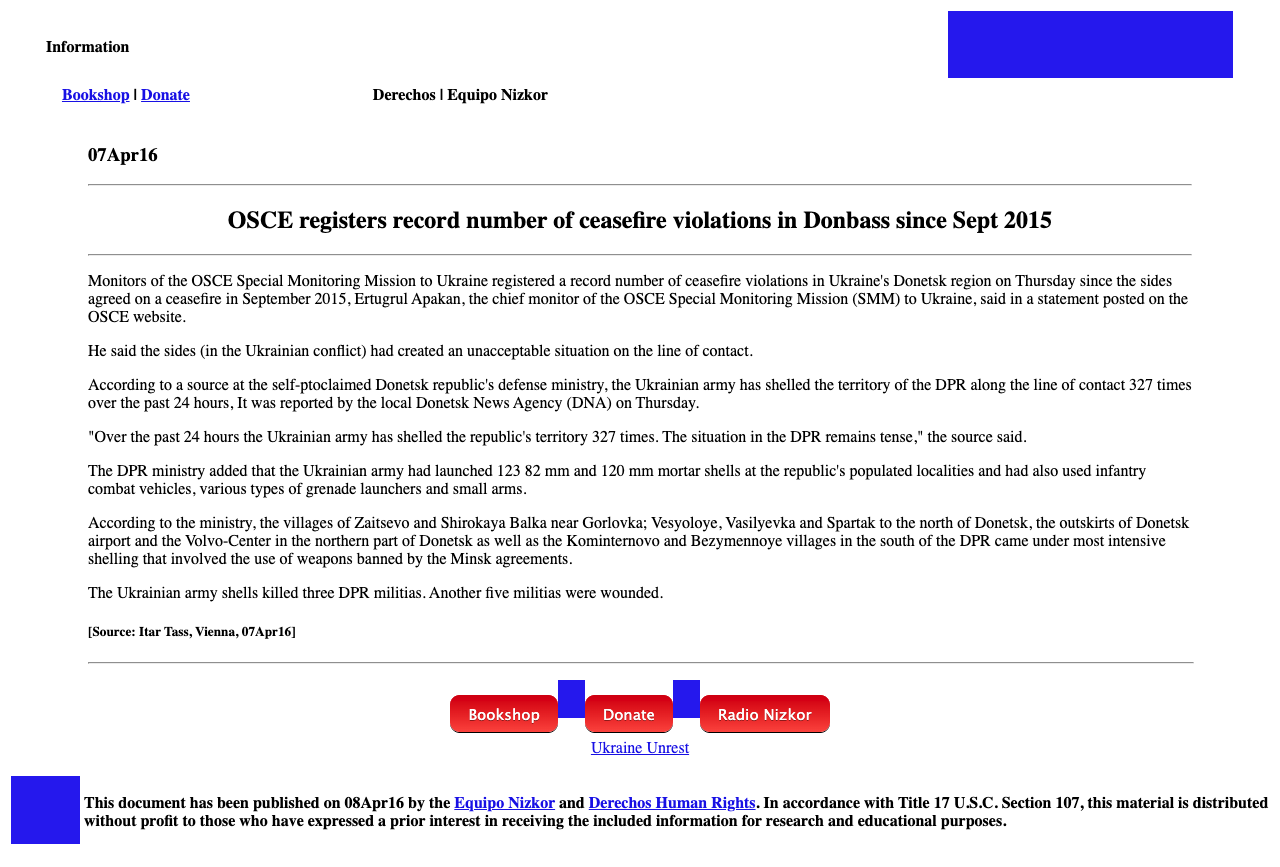 Information
Bookshop | Donate
Derechos | Equipo Nizkor
07Apr16
OSCE registers record number of ceasefire violations in Donbass since Sept 2015
Monitors of the OSCE Special Monitoring Mission to Ukraine registered a record number of ceasefire violations in Ukraine's Donetsk region on Thursday since the sides
agreed on a ceasefire in September 2015, Ertugrul Apakan, the chief monitor of the OSCE Special Monitoring Mission (SMM) to Ukraine, said in a statement posted on the
OSCE website.
He said the sides (in the Ukrainian conflict) had created an unacceptable situation on the line of contact.
According to a source at the self-ptoclaimed Donetsk republic's defense ministry, the Ukrainian army has shelled the territory of the DPR along the line of contact 327 times
over the past 24 hours, It was reported by the local Donetsk News Agency (DNA) on Thursday.
"Over the past 24 hours the Ukrainian army has shelled the republic's territory 327 times. The situation in the DPR remains tense," the source said.
The DPR ministry added that the Ukrainian army had launched 123 82 mm and 120 mm mortar shells at the republic's populated localities and had also used infantry
combat vehicles, various types of grenade launchers and small arms.
According to the ministry, the villages of Zaitsevo and Shirokaya Balka near Gorlovka; Vesyoloye, Vasilyevka and Spartak to the north of Donetsk, the outskirts of Donetsk
airport and the Volvo-Center in the northern part of Donetsk as well as the Kominternovo and Bezymennoye villages in the south of the DPR came under most intensive
shelling that involved the use of weapons banned by the Minsk agreements.
The Ukrainian army shells killed three DPR militias. Another five militias were wounded.
[Source: Itar Tass, Vienna, 07Apr16]
Bookshop Donate Radio Nizkor
Ukraine Unrest
This document has been published on 08Apr16 by the Equipo Nizkor and Derechos Human Rights. In accordance with Title 17 U.S.C. Section 107, this material is distributed
without profit to those who have expressed a prior interest in receiving the included information for research and educational purposes.